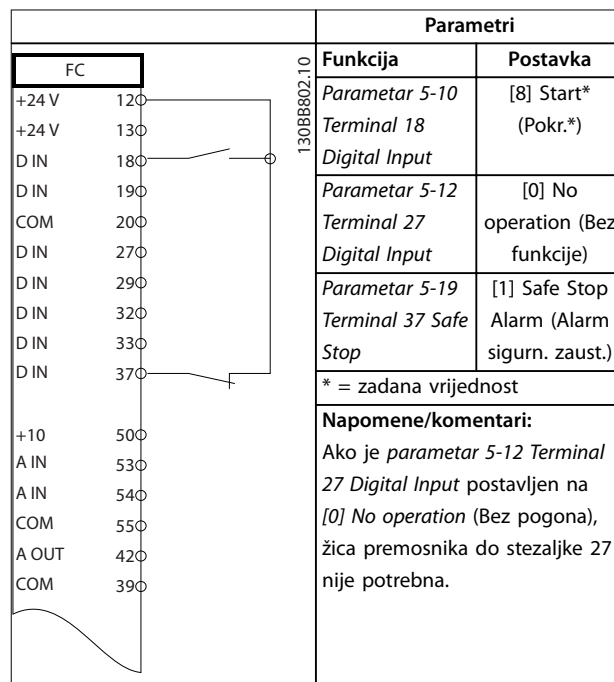 FC
+24 V 12
+24 V 13
D IN 18
D IN 19
COM 20
D IN 27
D IN 29
D IN 32
D IN 33
D IN 37
+10 50
A IN 53
A IN 54
COM 55
A OUT 42
COM 39
130BB802.10
Parametri
Funkcija Postavka
Parametar 5-10 [8] Start*
Terminal 18 (Pokr.*)
Digital Input
Parametar 5-12 [0] No
Terminal 27 operation (Bez
Digital Input funkcije)
Parametar 5-19 [1] Safe Stop
Terminal 37 Safe Alarm (Alarm
Stop sigurn. zaust.)
* = zadana vrijednost
Napomene/komentari:
Ako je parametar 5-12 Terminal
27 Digital Input postavljen na
[0] No operation (Bez pogona),
žica premosnika do stezaljke 27
nije potrebna.